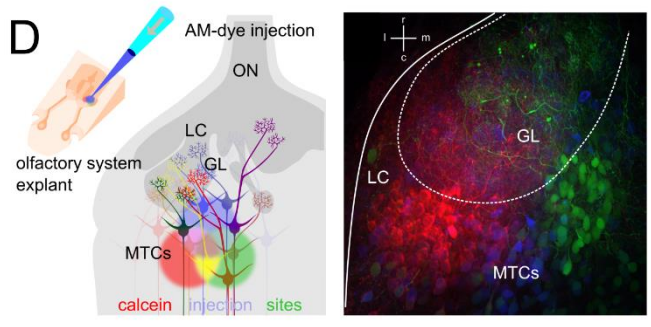 D
AM-dye injection
ON
LC
GL
olfactory system
explant
MTCs
calcein injection sites
r
l m
c
GL
LC
MTCs